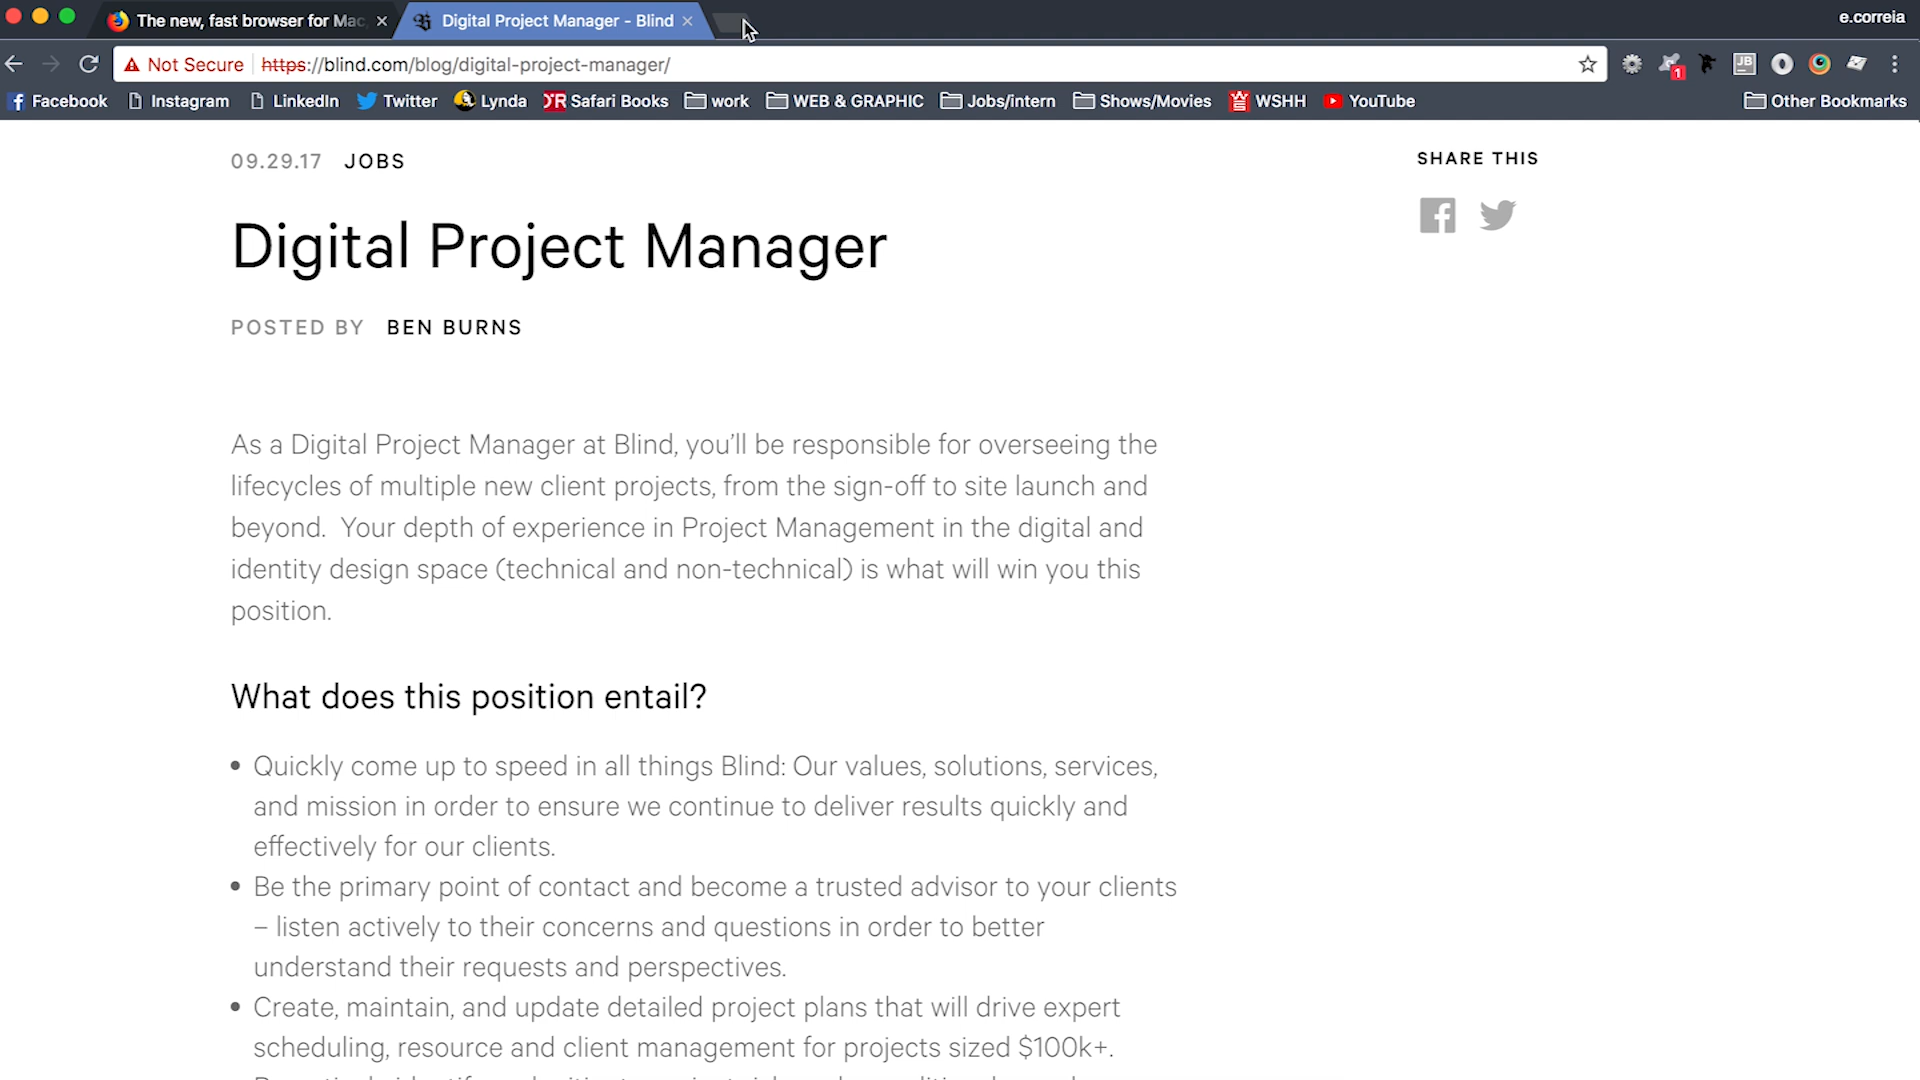 The new, fast browser for Mac,
Digital Project Manager - Blind
e.correia
Not Secure https://blind.com/blog/digital-project-manager/
JB
1
Facebook Instagram LinkedIn Twitter Lynda Safari Books work WEB & GRAPHIC Jobs/intern Shows/Movies WSHH YouTube Other Bookmarks
09.29.17 JOBS
SHARE THIS
Digital Project Manager
POSTED BY BEN BURNS
As a Digital Project Manager at Blind, you’ll be responsible for overseeing the
lifecycles of multiple new client projects, from the sign-off to site launch and
beyond.  Your depth of experience in Project Management in the digital and
identity design space (technical and non-technical) is what will win you this
position.
What does this position entail?
• Quickly come up to speed in all things Blind: Our values, solutions, services,
and mission in order to ensure we continue to deliver results quickly and
effectively for our clients.
• Be the primary point of contact and become a trusted advisor to your clients
– listen actively to their concerns and questions in order to better
understand their requests and perspectives.
• Create, maintain, and update detailed project plans that will drive expert
scheduling, resource and client management for projects sized $100k+.